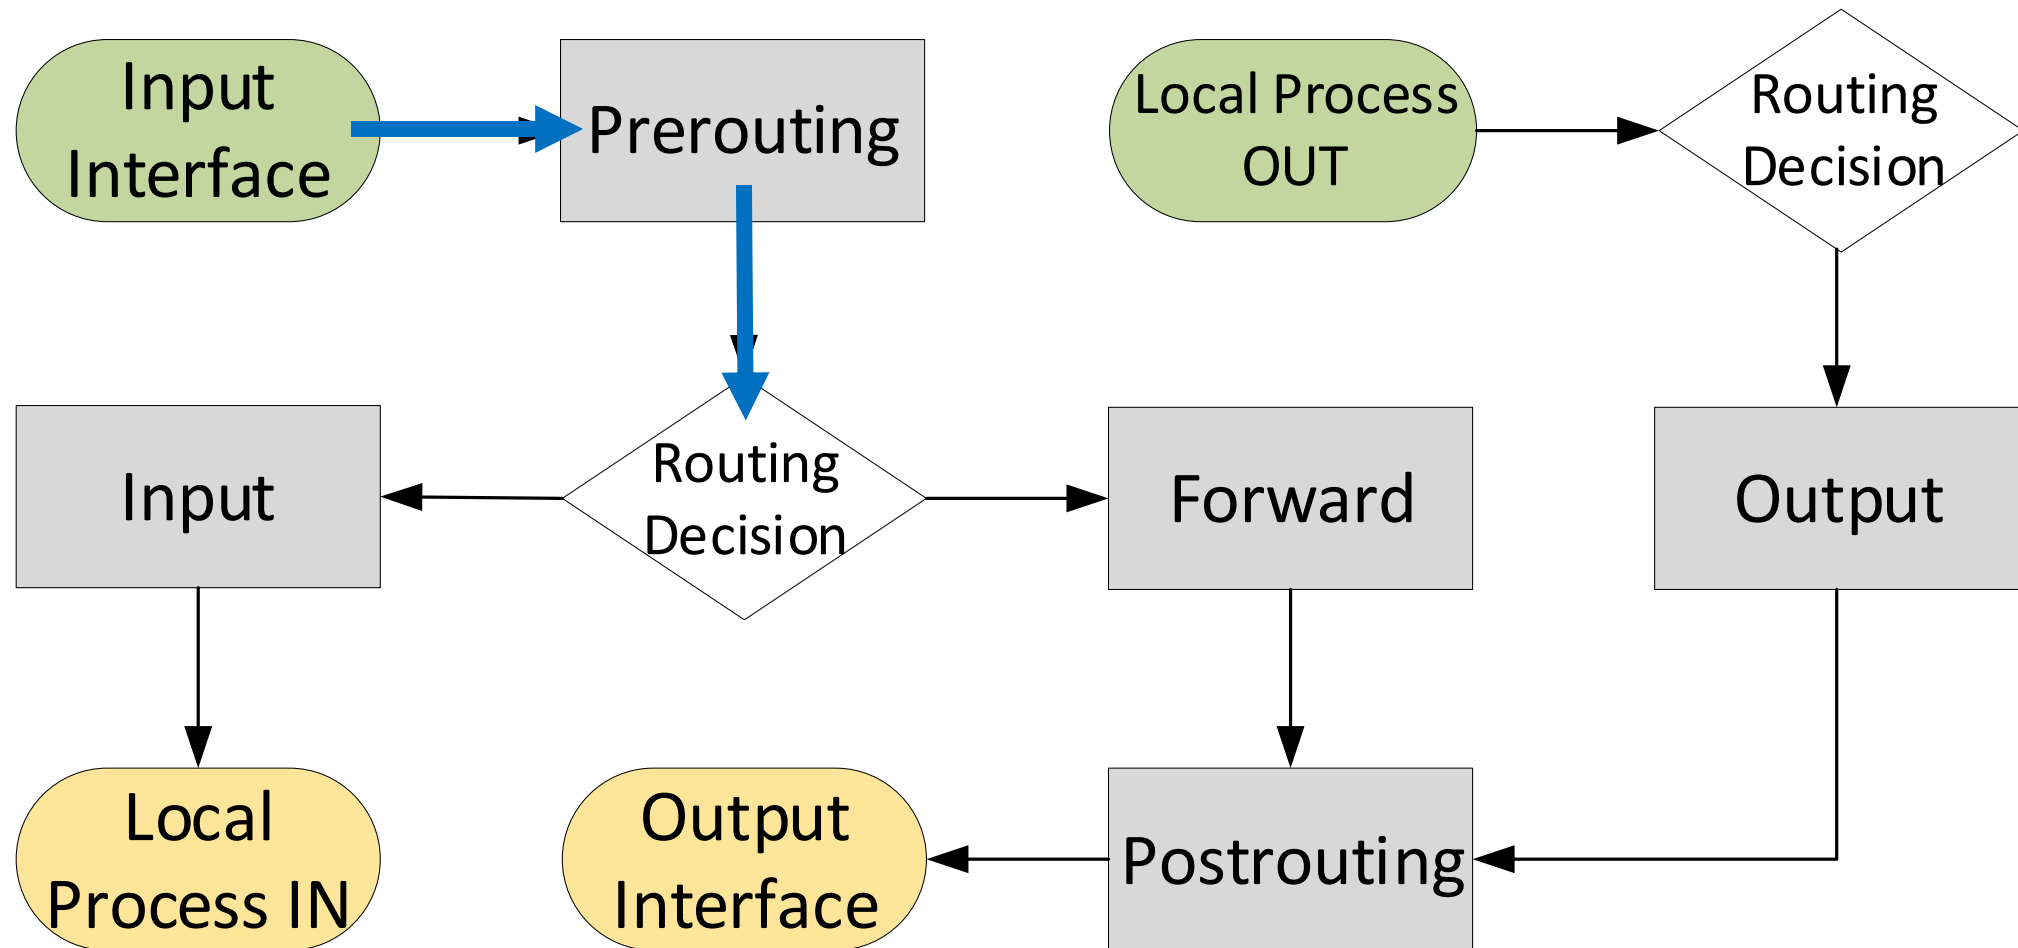 Input
Interface
Prerouting
Local Process
OUT
Routing
Decision
Input
Routing
Decision
Forward
Output
Local
Process IN
Output
Interface
Postrouting